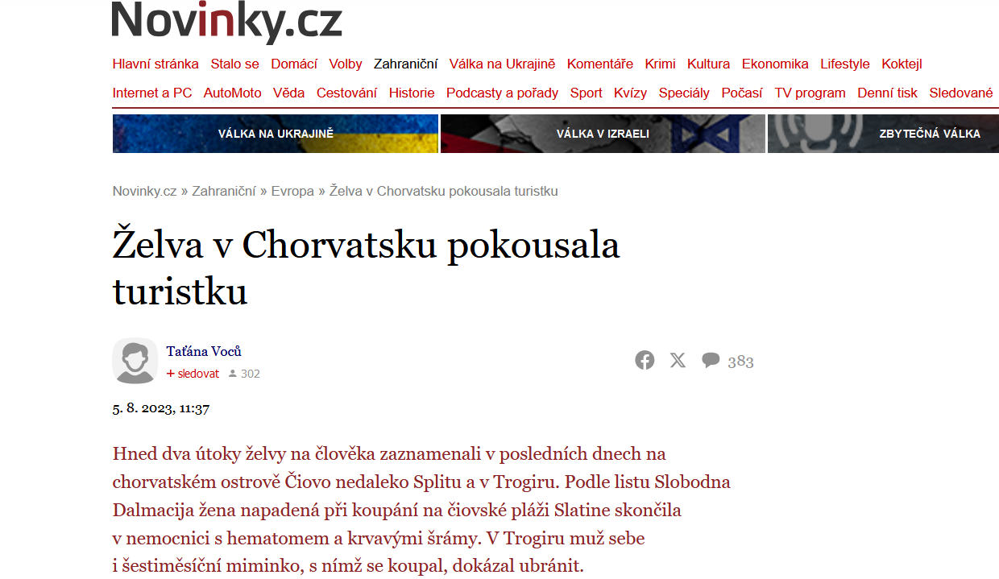 Novinky.cz
Hlavní stránka Stalo se Domácí Volby Zahraniční Válka na Ukrajině Komentáře Krimi Kultura Ekonomika Lifestyle Koktejl
Internet a PC AutoMoto Věda Cestování Historie Podcasty a pořady Sport Kvízy Speciály Počasí TV program Denní tisk Sledované
VÁLKA NA UKRAJINĚ VÁLKA V IZRAELI ZBYTEČNÁ VÁLKA
Novinky.cz » Zahraniční » Evropa » Želva v Chorvatsku pokousala turistku
Želva v Chorvatsku pokousala
turistku
Taťána Voců
+ sledovat 302
383
5. 8. 2023, 11:37
Hned dva útoky želvy na člověka zaznamenali v posledních dnech na
chorvatském ostrově Čiovo nedaleko Splitu a v Trogiru. Podle listu Slobodna
Dalmacija žena napadená při koupání na čiovské pláži Slatine skončila
v nemocnici s hematomem a krvavými šrámy. V Trogiru muž sebe
i šestiměsíční miminko, s nímž se koupal, dokázal ubránit.